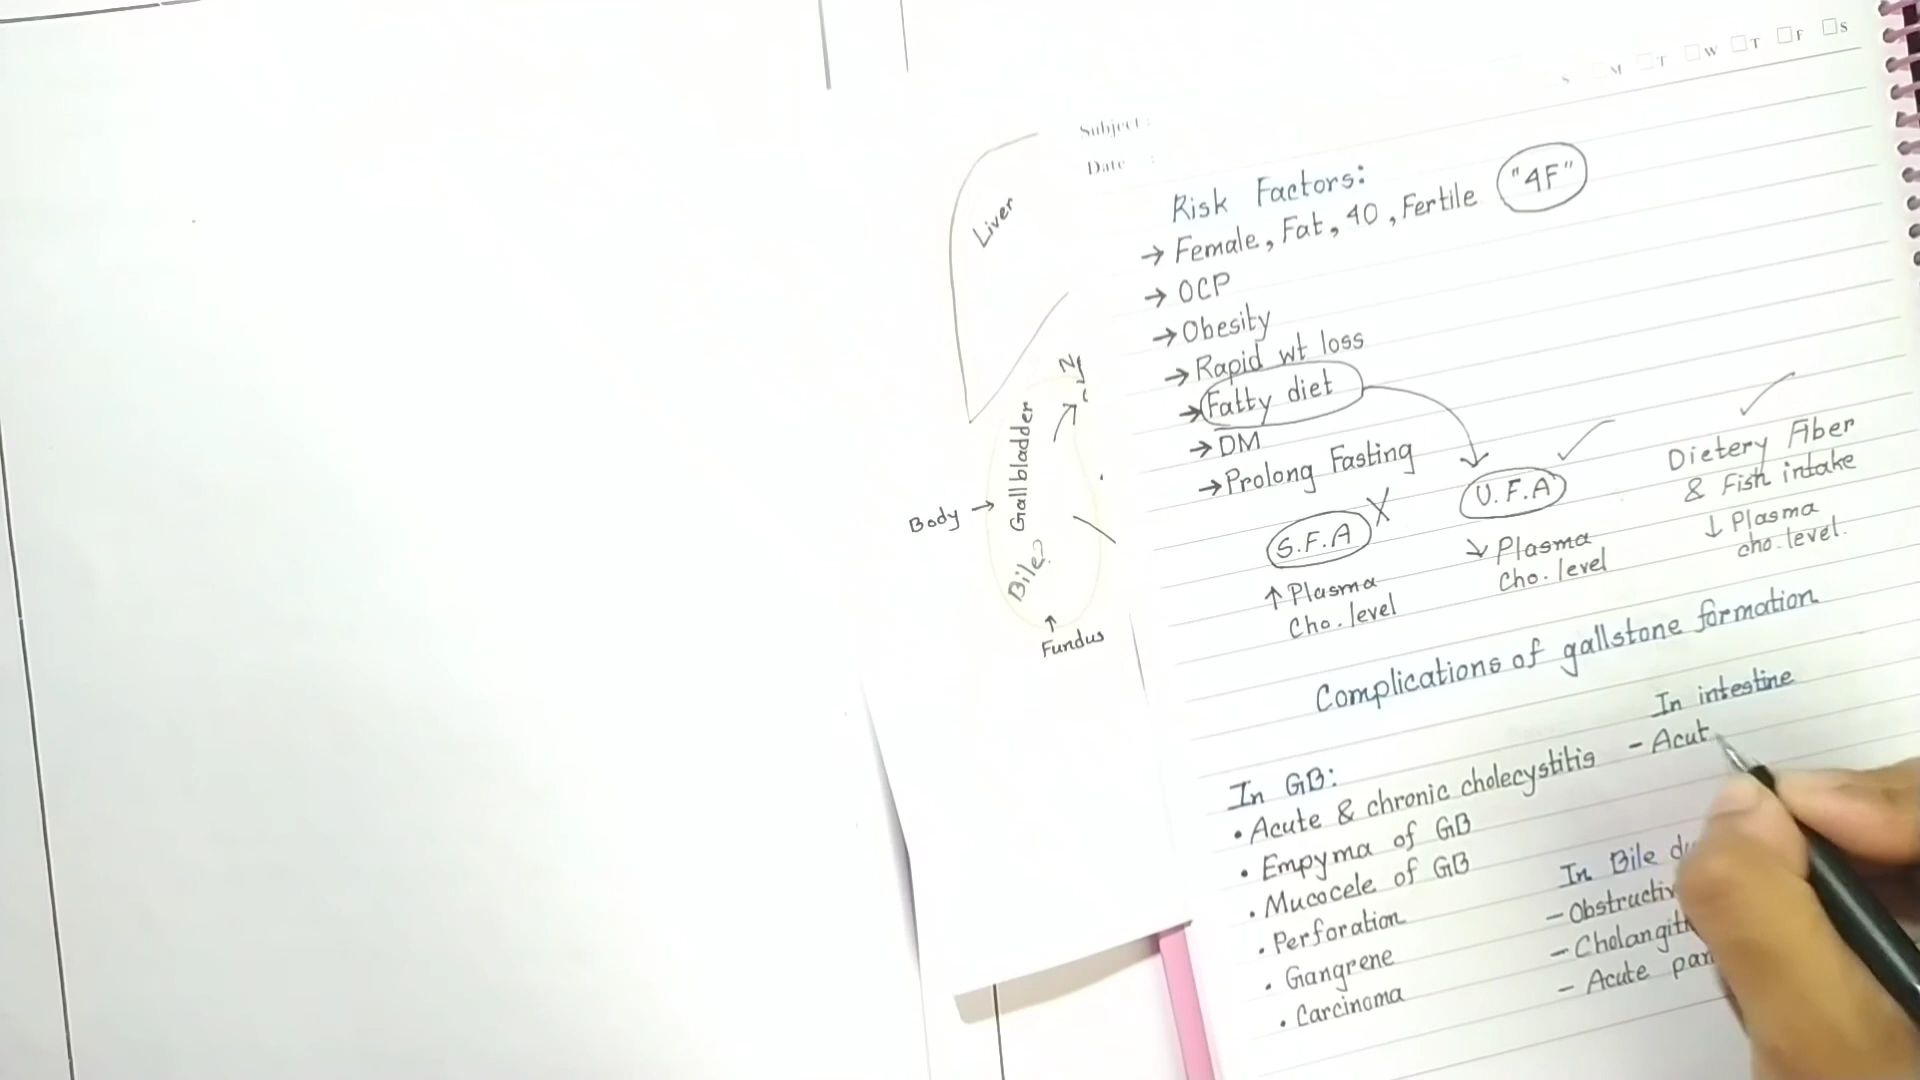 S M T W T F S
Subject :
Date :
Liver
Gallbladder
Body →
Bile
↑
Fundus
Risk Factors:
→ Female, Fat, 40, Fertile "4F"
→ OCP
→ Obesity
→ Rapid wt loss
→ Fatty diet
→ DM
→ Prolong Fasting
S.F.A X
↑ Plasma
Cho. level
U.F.A
↓ Plasma
Cho. level
Dietery Fiber
& Fish intake
↓ Plasma
cho. level.
Complications of gallstone formation
In GB:
• Acute & chronic cholecystitis
• Empyma of GB
• Mucocele of GB
• Perforation
• Gangrene
• Carcinoma
In intestine
- Acut
In Bile du
- Obstructiv
- Cholangit
- Acute pan